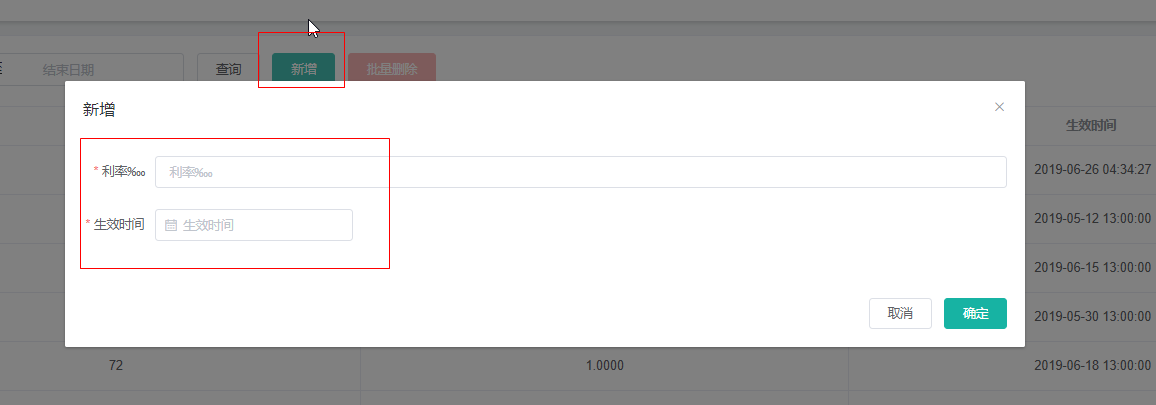 结束日期 查询 新增 批量删除
新增
生效时间
* 利率‱ 利率‱
2019-06-26 04:34:27
2019-05-12 13:00:00
* 生效时间 生效时间
2019-06-15 13:00:00
取消 确定
2019-05-30 13:00:00
72 1.0000 2019-06-18 13:00:00